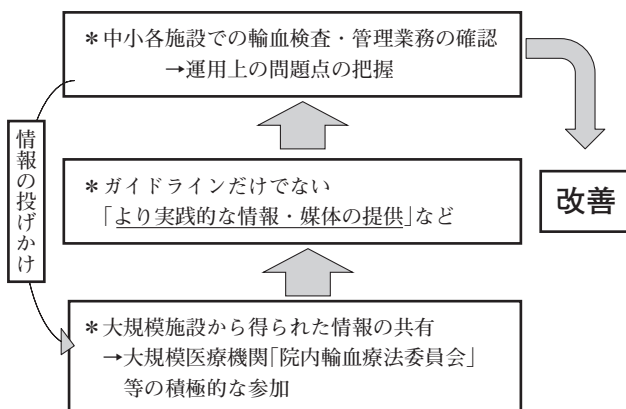 ＊中小各施設での輸血検査・管理業務の確認
→運用上の問題点の把握
情報の投げかけ
＊ガイドラインだけでない
「より実践的な情報・媒体の提供」など
改善
＊大規模施設から得られた情報の共有
→大規模医療機関「院内輸血療法委員会」
等の積極的な参加